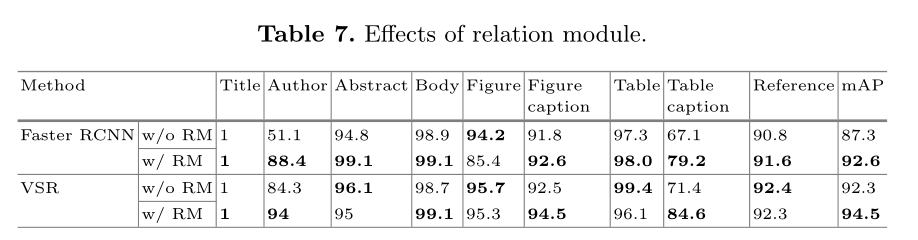 Table 7. Effects of relation module.
Method Title Author Abstract Body Figure Figure caption Table Table caption Reference mAP
Faster RCNN w/o RM 1 51.1 94.8 98.9 94.2 91.8 97.3 67.1 90.8 87.3
w/ RM 1 88.4 99.1 99.1 85.4 92.6 98.0 79.2 91.6 92.6
VSR w/o RM 1 84.3 96.1 98.7 95.7 92.5 99.4 71.4 92.4 92.3
w/ RM 1 94 95 99.1 95.3 94.5 96.1 84.6 92.3 94.5